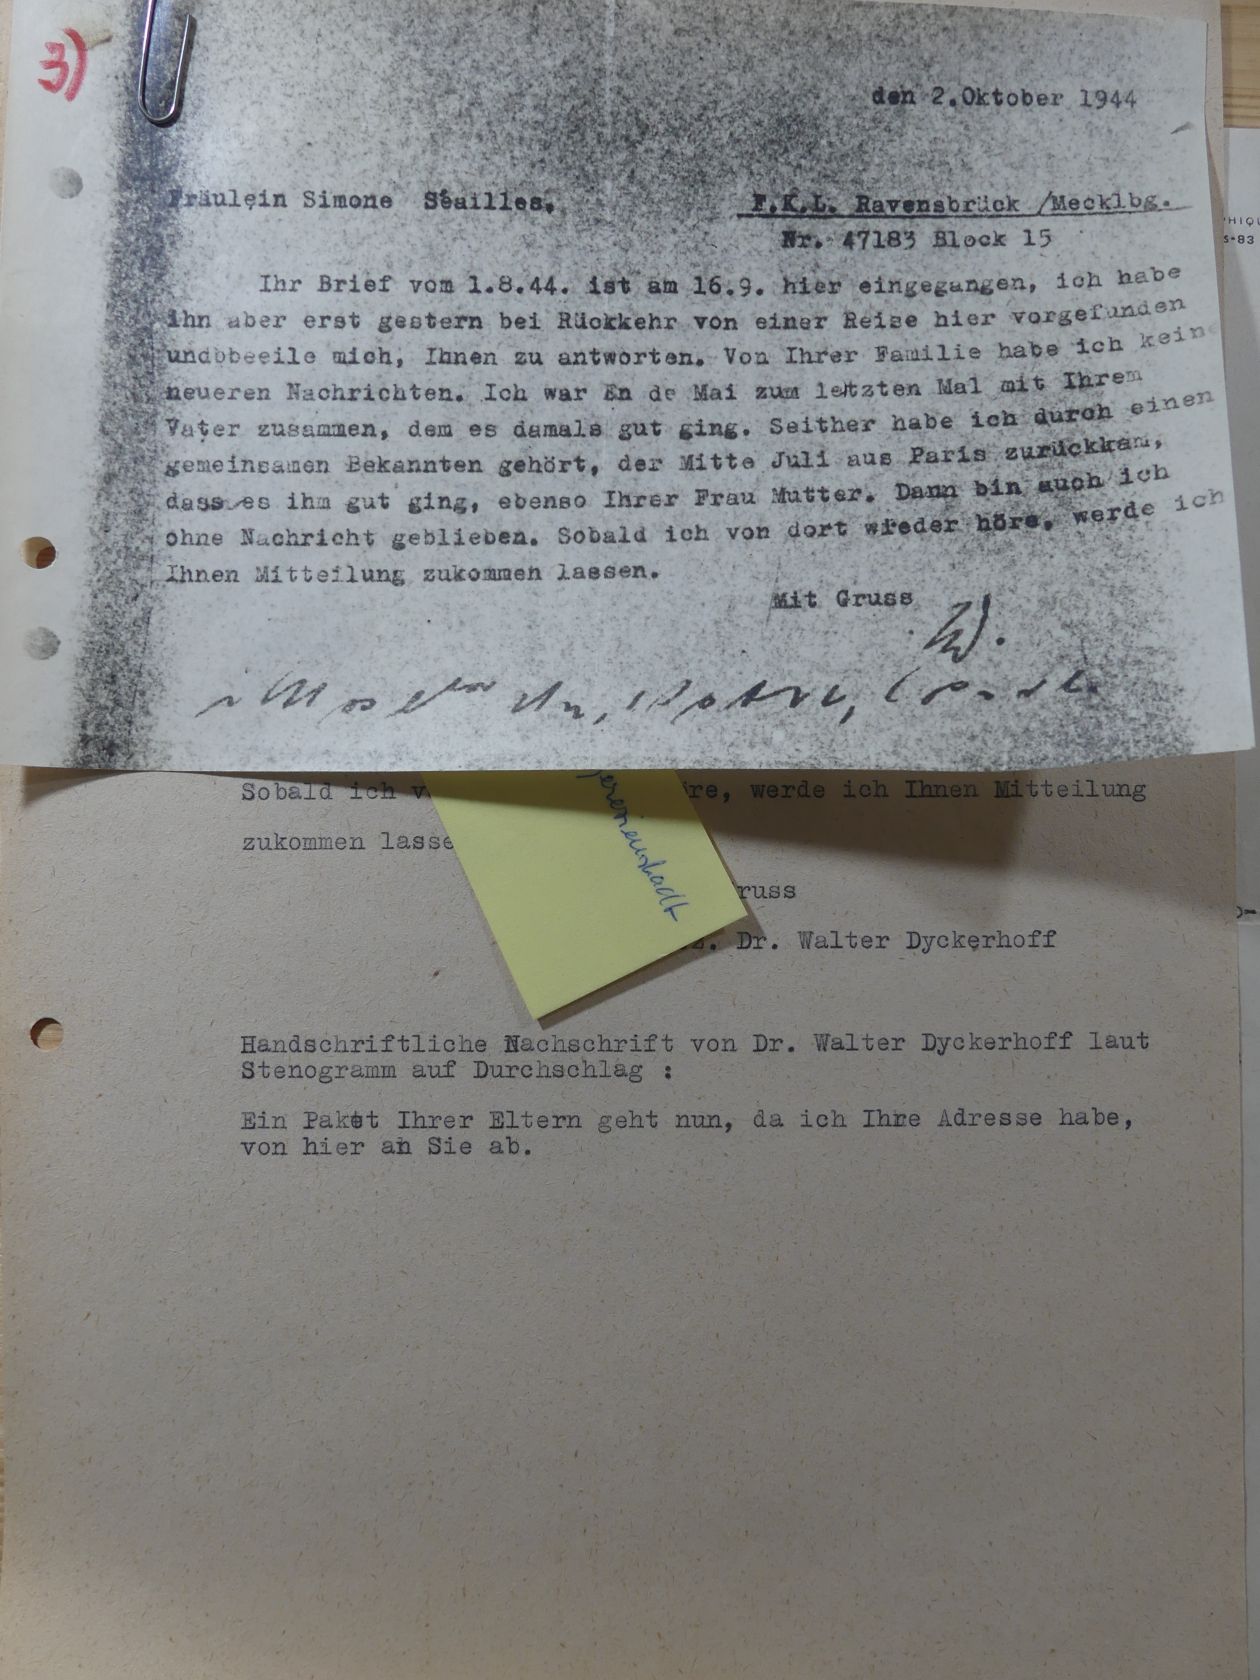 3)
den 2.Oktober 1944
Fräulein Simone Séailles.
F.K.L. Ravensbrück /Mecklbg.
Nr. 47183 Block 15
Ihr Brief vom 1.8.44. ist am 16.9. hier eingegangen, ich habe
ihn aber erst gestern bei Rückkehr von einer Reise hier vorgefunden
undbbeeile mich, Ihnen zu antworten. Von Ihrer Familie habe ich keine
neueren Nachrichten. Ich war En de Mai zum letzten Mal mit Ihrem
Vater zusammen, dem es damals gut ging. Seither habe ich durch einen
gemeinsamen Bekannten gehört, der Mitte Juli aus Paris zurückkam,
dass es ihm gut ging, ebenso Ihrer Frau Mutter. Dann bin auch ich
ohne Nachricht geblieben. Sobald ich von dort wieder höre, werde ich
Ihnen Mitteilung zukommen lassen.
Mit Gruss
Sobald ich v re, werde ich Ihnen Mitteilung
zukommen lasse
russ
Dr. Walter Dyckerhoff
Handschriftliche Nachschrift von Dr. Walter Dyckerhoff laut
Stenogramm auf Durchschlag :
Ein Paket Ihrer Eltern geht nun, da ich Ihre Adresse habe,
von hier an Sie ab.